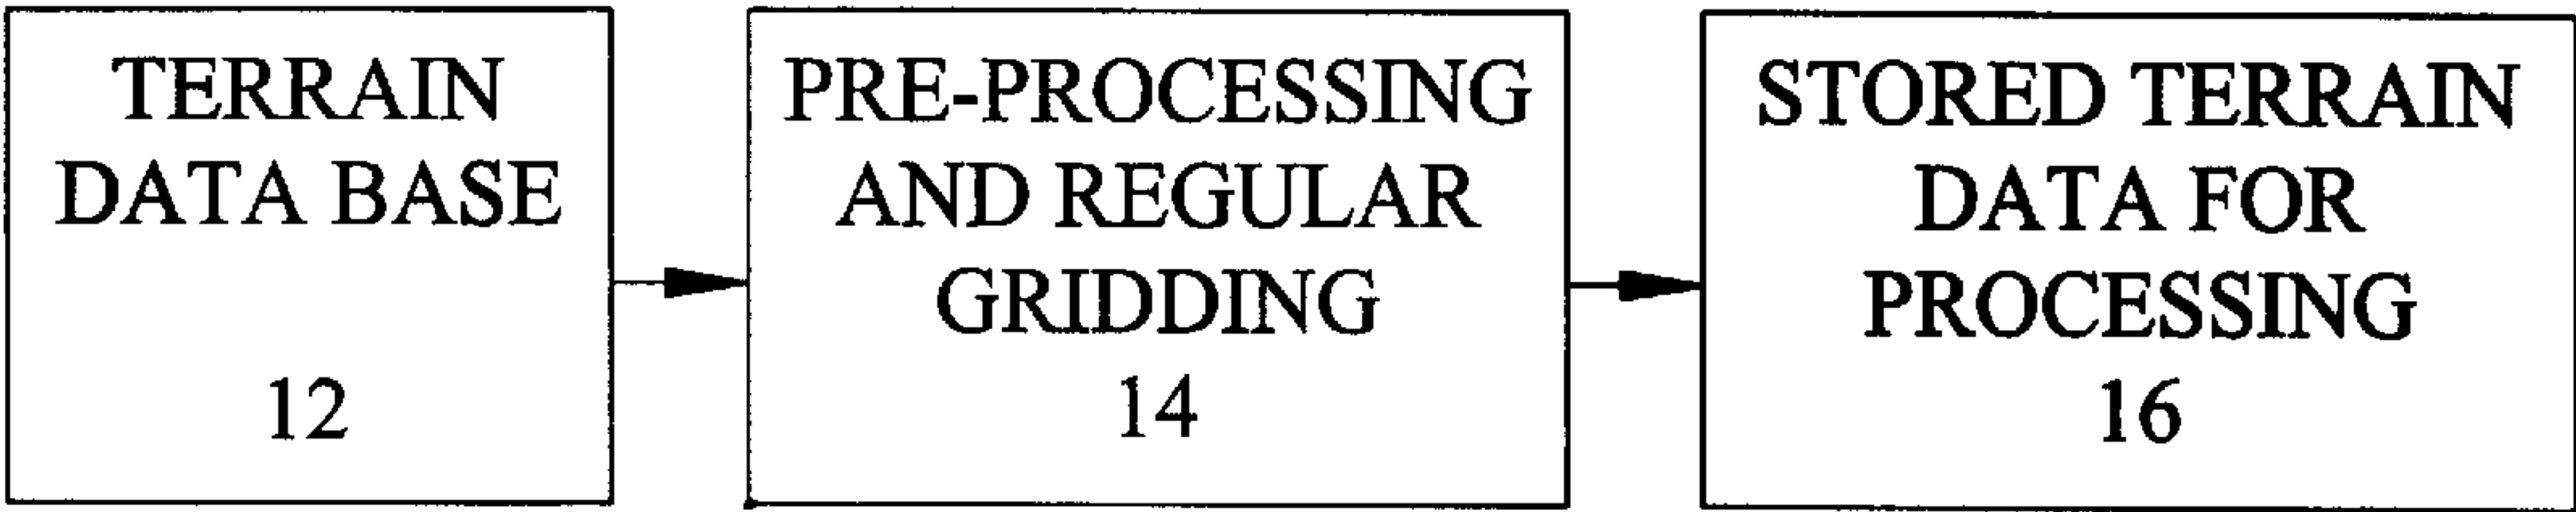 TERRAIN
DATA BASE
12
PRE-PROCESSING
AND REGULAR
GRIDDING
14
STORED TERRAIN
DATA FOR
PROCESSING
16